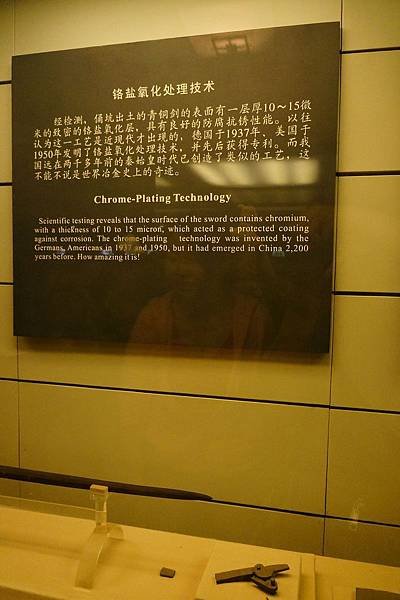 铬盐氧化处理技术
经检测，俑坑出土的青铜剑的表面有一层厚10～15微
米的致密的铬盐氧化层，具有良好的防腐抗锈性能。以往
认为这一工艺是近现代才出现的，德国于1937年、美国于
1950年发明了铬盐氧化处理技术，并先后获得专利。而我
国远在两千多年前的秦始皇时代已创造了类似的工艺，这
不能不说是世界冶金史上的奇迹。
Chrome-Plating Technology
Scientific testing reveals that the surface of the sword contains chromium,
with a thickness of 10 to 15 micron, which acted as a protected coating
against corrosion. The chrome-plating technology was invented by the
Germans, Americans in 1937 and 1950, but it had emerged in China 2,200
years before. How amazing it is!